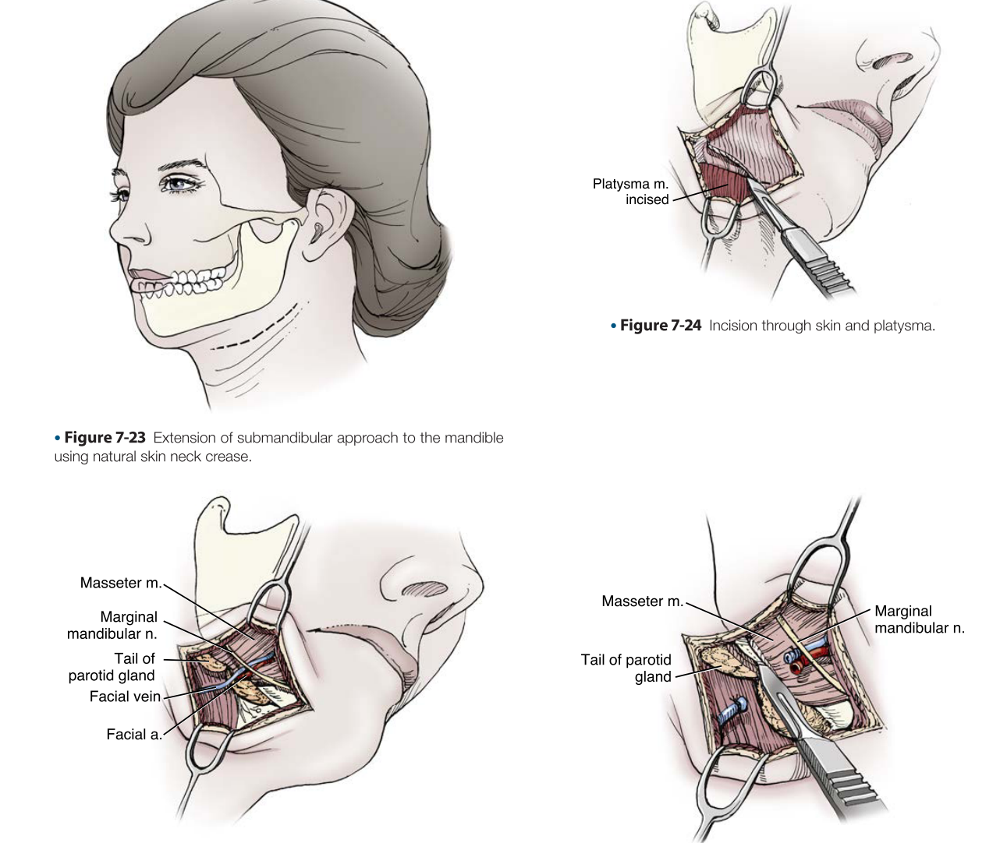 Platysma m.
incised
• Figure 7-24 Incision through skin and platysma.
• Figure 7-23 Extension of submandibular approach to the mandible
using natural skin neck crease.
Masseter m.
Marginal
mandibular n.
Tail of
parotid gland
Facial vein
Facial a.
Masseter m.
Marginal
mandibular n.
Tail of parotid
gland